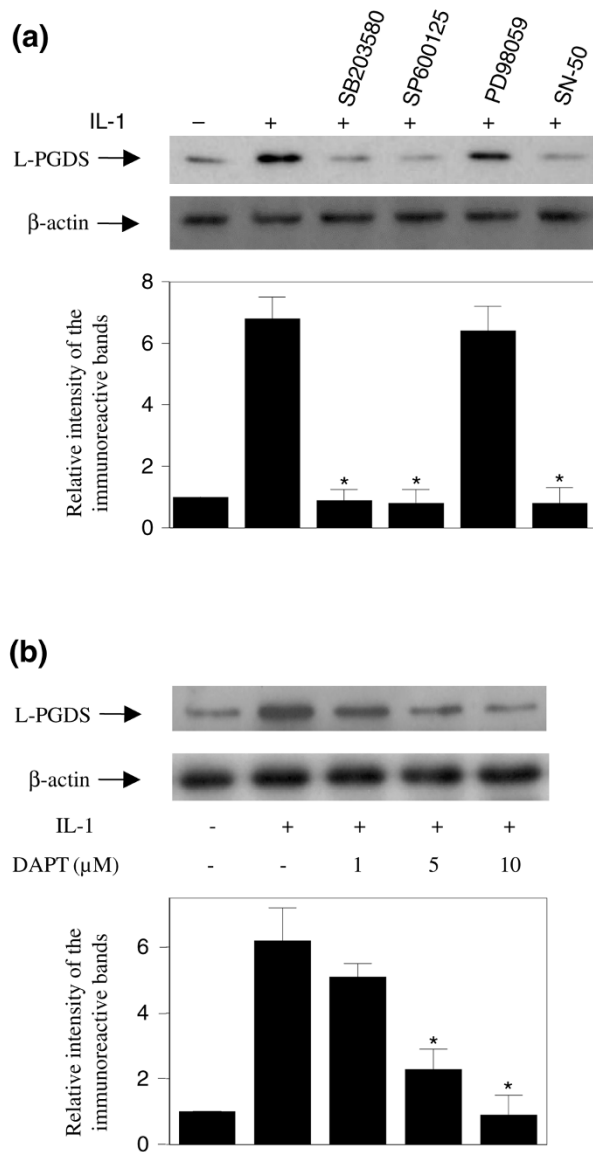 (a)
SB203580
SP600125
PD98059
SN-50
IL-1 – + + + + +
L-PGDS
β-actin
Relative intensity of the
immunoreactive bands
8
6
4
2
0
* * *
(b)
L-PGDS
β-actin
IL-1 - + + + +
DAPT (µM) - - 1 5 10
Relative intensity of the
immunoreactive bands
6
4
2
0
* *